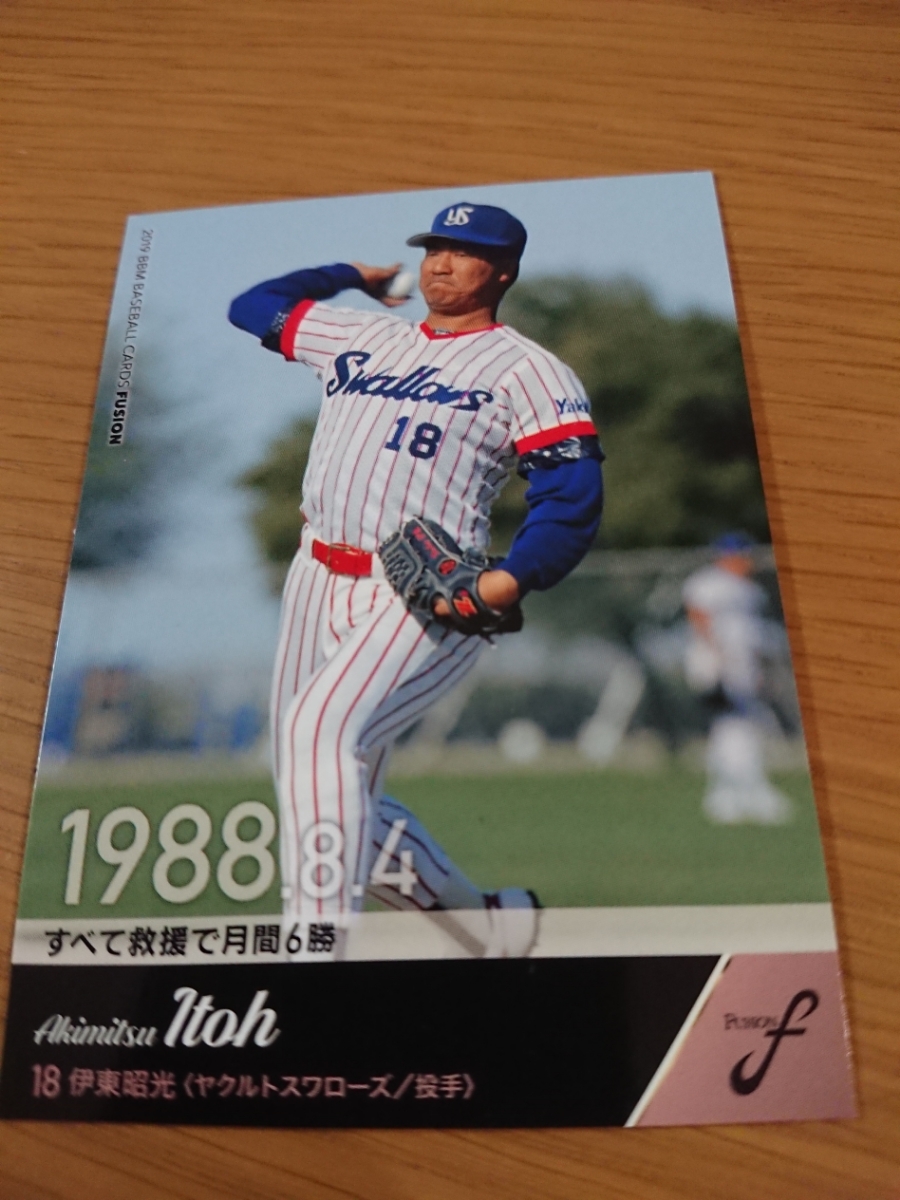 2019 BBM BASEBALL CARDS FUSION
YS
Swallows
18
1988.8.4
すべて救援で月間6勝
Akimitsu Itoh
18 伊東昭光〈ヤクルトスワローズ/投手〉
FUSION
f